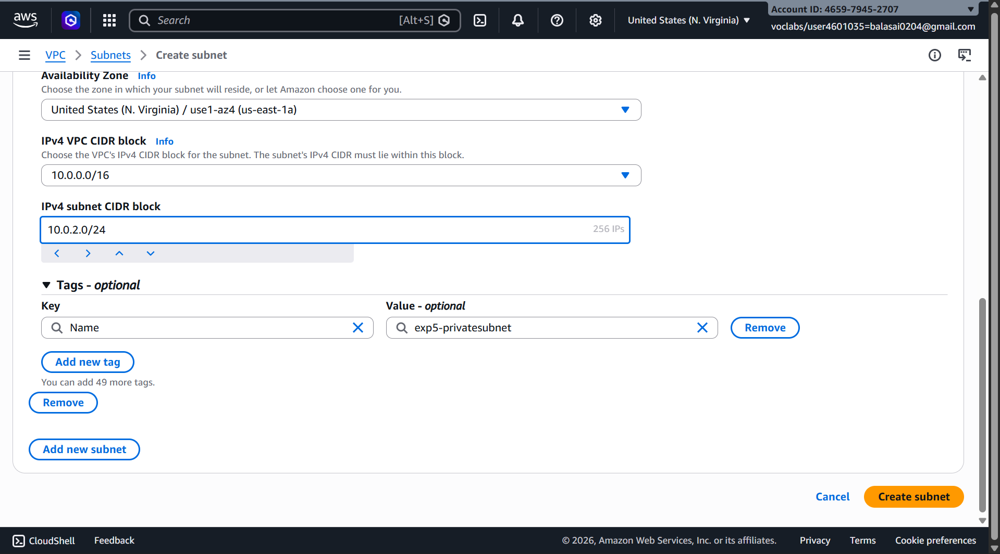 aws
Search [Alt+S]
United States (N. Virginia)
Account ID: 4659-7945-2707
voclabs/user4601035=balasai0204@gmail.com
VPC
Subnets
Create subnet
Availability Zone Info
Choose the zone in which your subnet will reside, or let Amazon choose one for you.
United States (N. Virginia) / use1-az4 (us-east-1a)
IPv4 VPC CIDR block Info
Choose the VPC's IPv4 CIDR block for the subnet. The subnet's IPv4 CIDR must lie within this block.
10.0.0.0/16
IPv4 subnet CIDR block
10.0.2.0/24 256 IPs
Tags - optional
Key Value - optional
Name exp5-privatesubnet Remove
Add new tag
You can add 49 more tags.
Remove
Add new subnet
Cancel Create subnet
CloudShell Feedback © 2026, Amazon Web Services, Inc. or its affiliates. Privacy Terms Cookie preferences